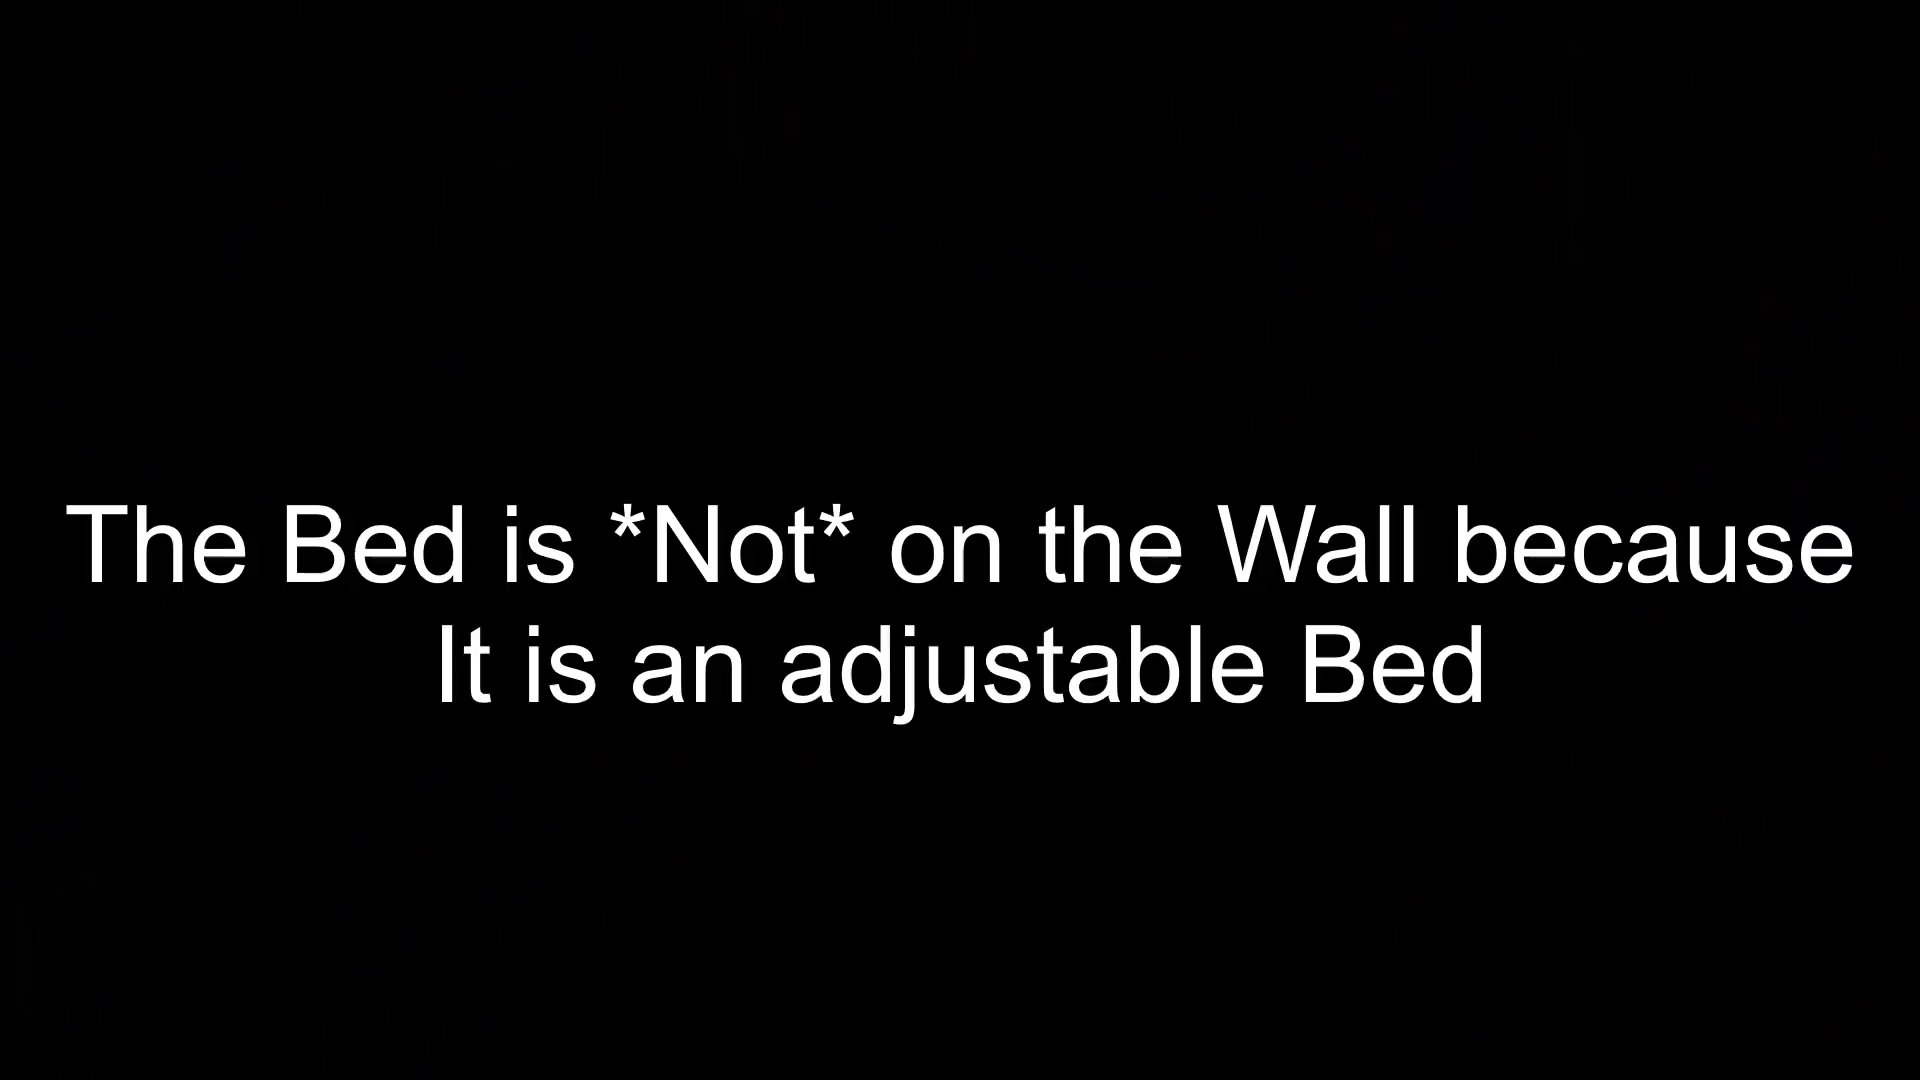 The Bed is *Not* on the Wall because
It is an adjustable Bed